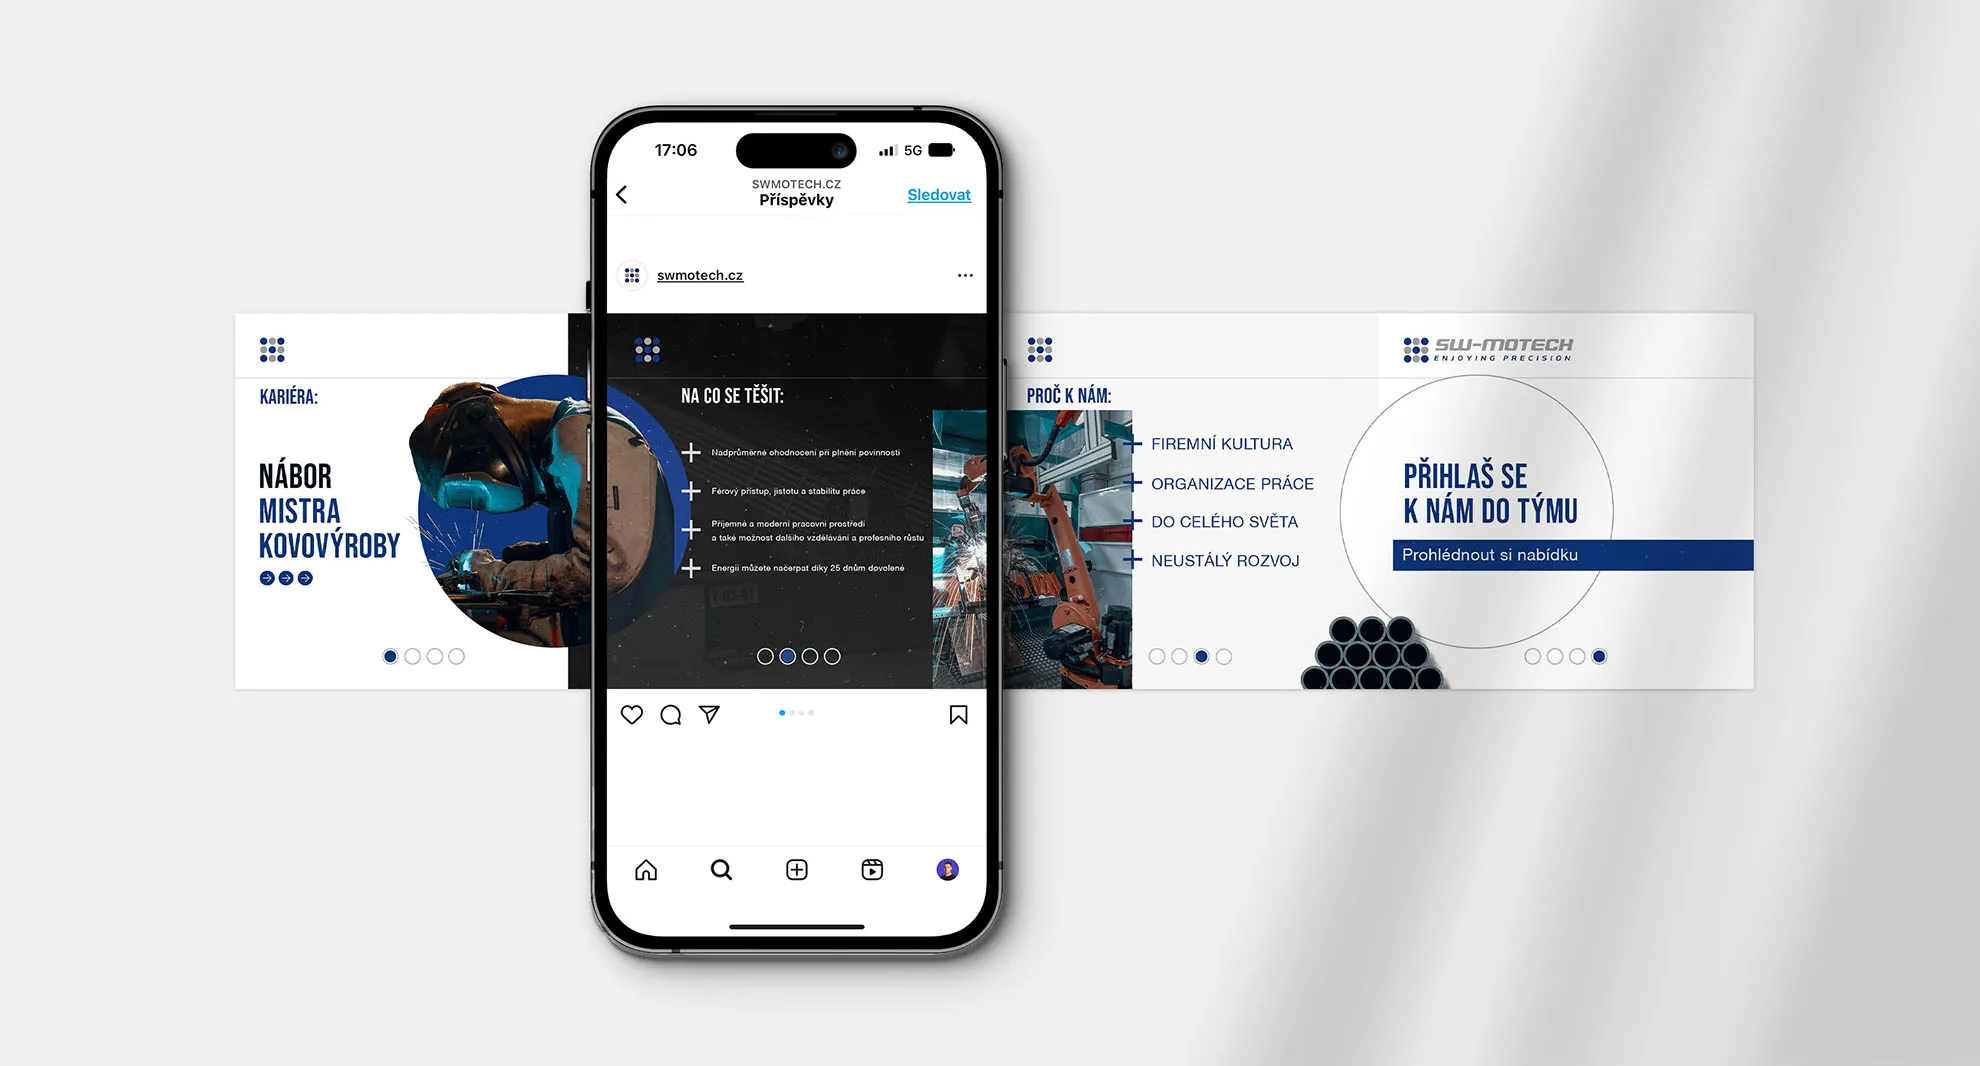 17:06
5G
SWMOTECH.CZ
Příspěvky
Sledovat
swmotech.cz
KARIÉRA:
NÁBOR
MISTRA
KOVOVÝROBY
NA CO SE TĚŠIT:
Nadprůměrné ohodnocení při plnění povinností
Férový přístup, jistotu a stabilitu práce
Příjemné a moderní pracovní prostředí
a také možnost dalšího vzdělávání a profesního růstu
Energii můžete načerpat díky 25 dnům dovolené
PROČ K NÁM:
FIREMNÍ KULTURA
ORGANIZACE PRÁCE
DO CELÉHO SVĚTA
NEUSTÁLÝ ROZVOJ
SW-MOTECH
ENJOYING PRECISION
PŘIHLAŠ SE
K NÁM DO TÝMU
Prohlédnout si nabídku